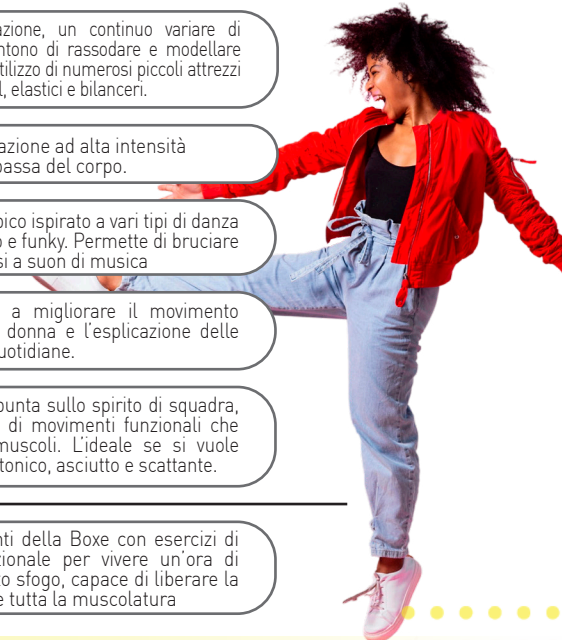 azione, un continuo variare di
ntono di rassodare e modellare
tilizzo di numerosi piccoli attrezzi
l, elastici e bilanceri.
azione ad alta intensità
bassa del corpo.
bico ispirato a vari tipi di danza
o e funky. Permette di bruciare
si a suon di musica
a migliorare il movimento
donna e l’esplicazione delle
uotidiane.
punta sullo spirito di squadra,
di movimenti funzionali che
muscoli. L’ideale se si vuole
tonico, asciutto e scattante.
nti della Boxe con esercizi di
zionale per vivere un’ora di
to sfogo, capace di liberare la
e tutta la muscolatura